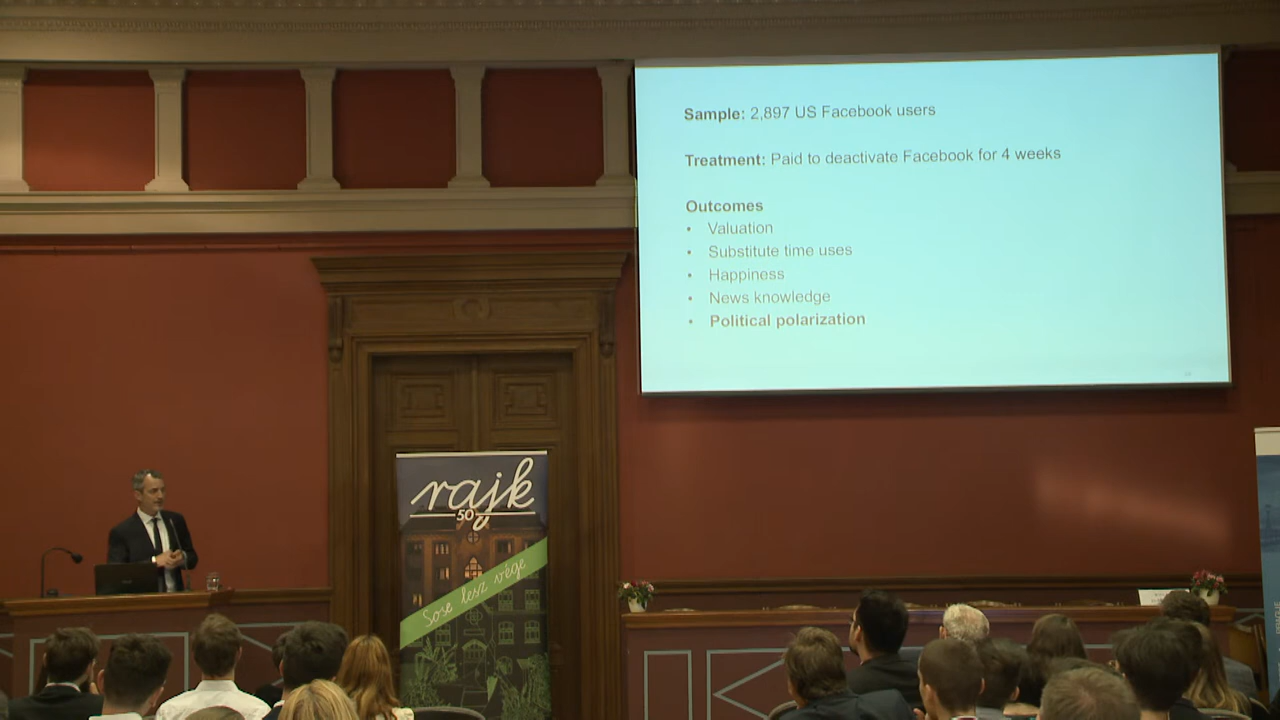 Sample: 2,897 US Facebook users
Treatment: Paid to deactivate Facebook for 4 weeks
Outcomes
• Valuation
• Substitute time uses
• Happiness
• News knowledge
• Political polarization
rajk
50
Sose lesz vége